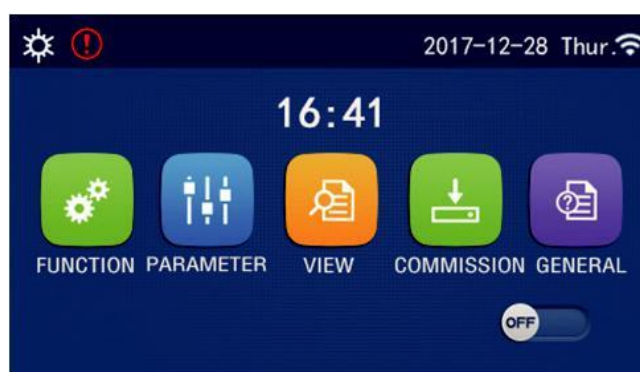 2017-12-28 Thur.
16:41
FUNCTION PARAMETER VIEW COMMISSION GENERAL
OFF